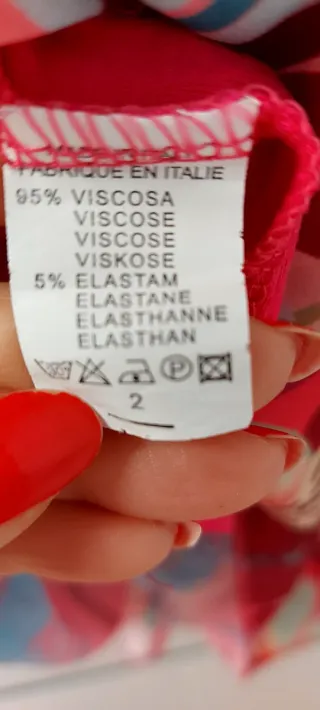 FABRIQUE EN ITALIE
95% VISCOSA
VISCOSE
VISCOSE
VISKOSE
5% ELASTAM
ELASTANE
ELASTHANNE
ELASTHAN
P
2